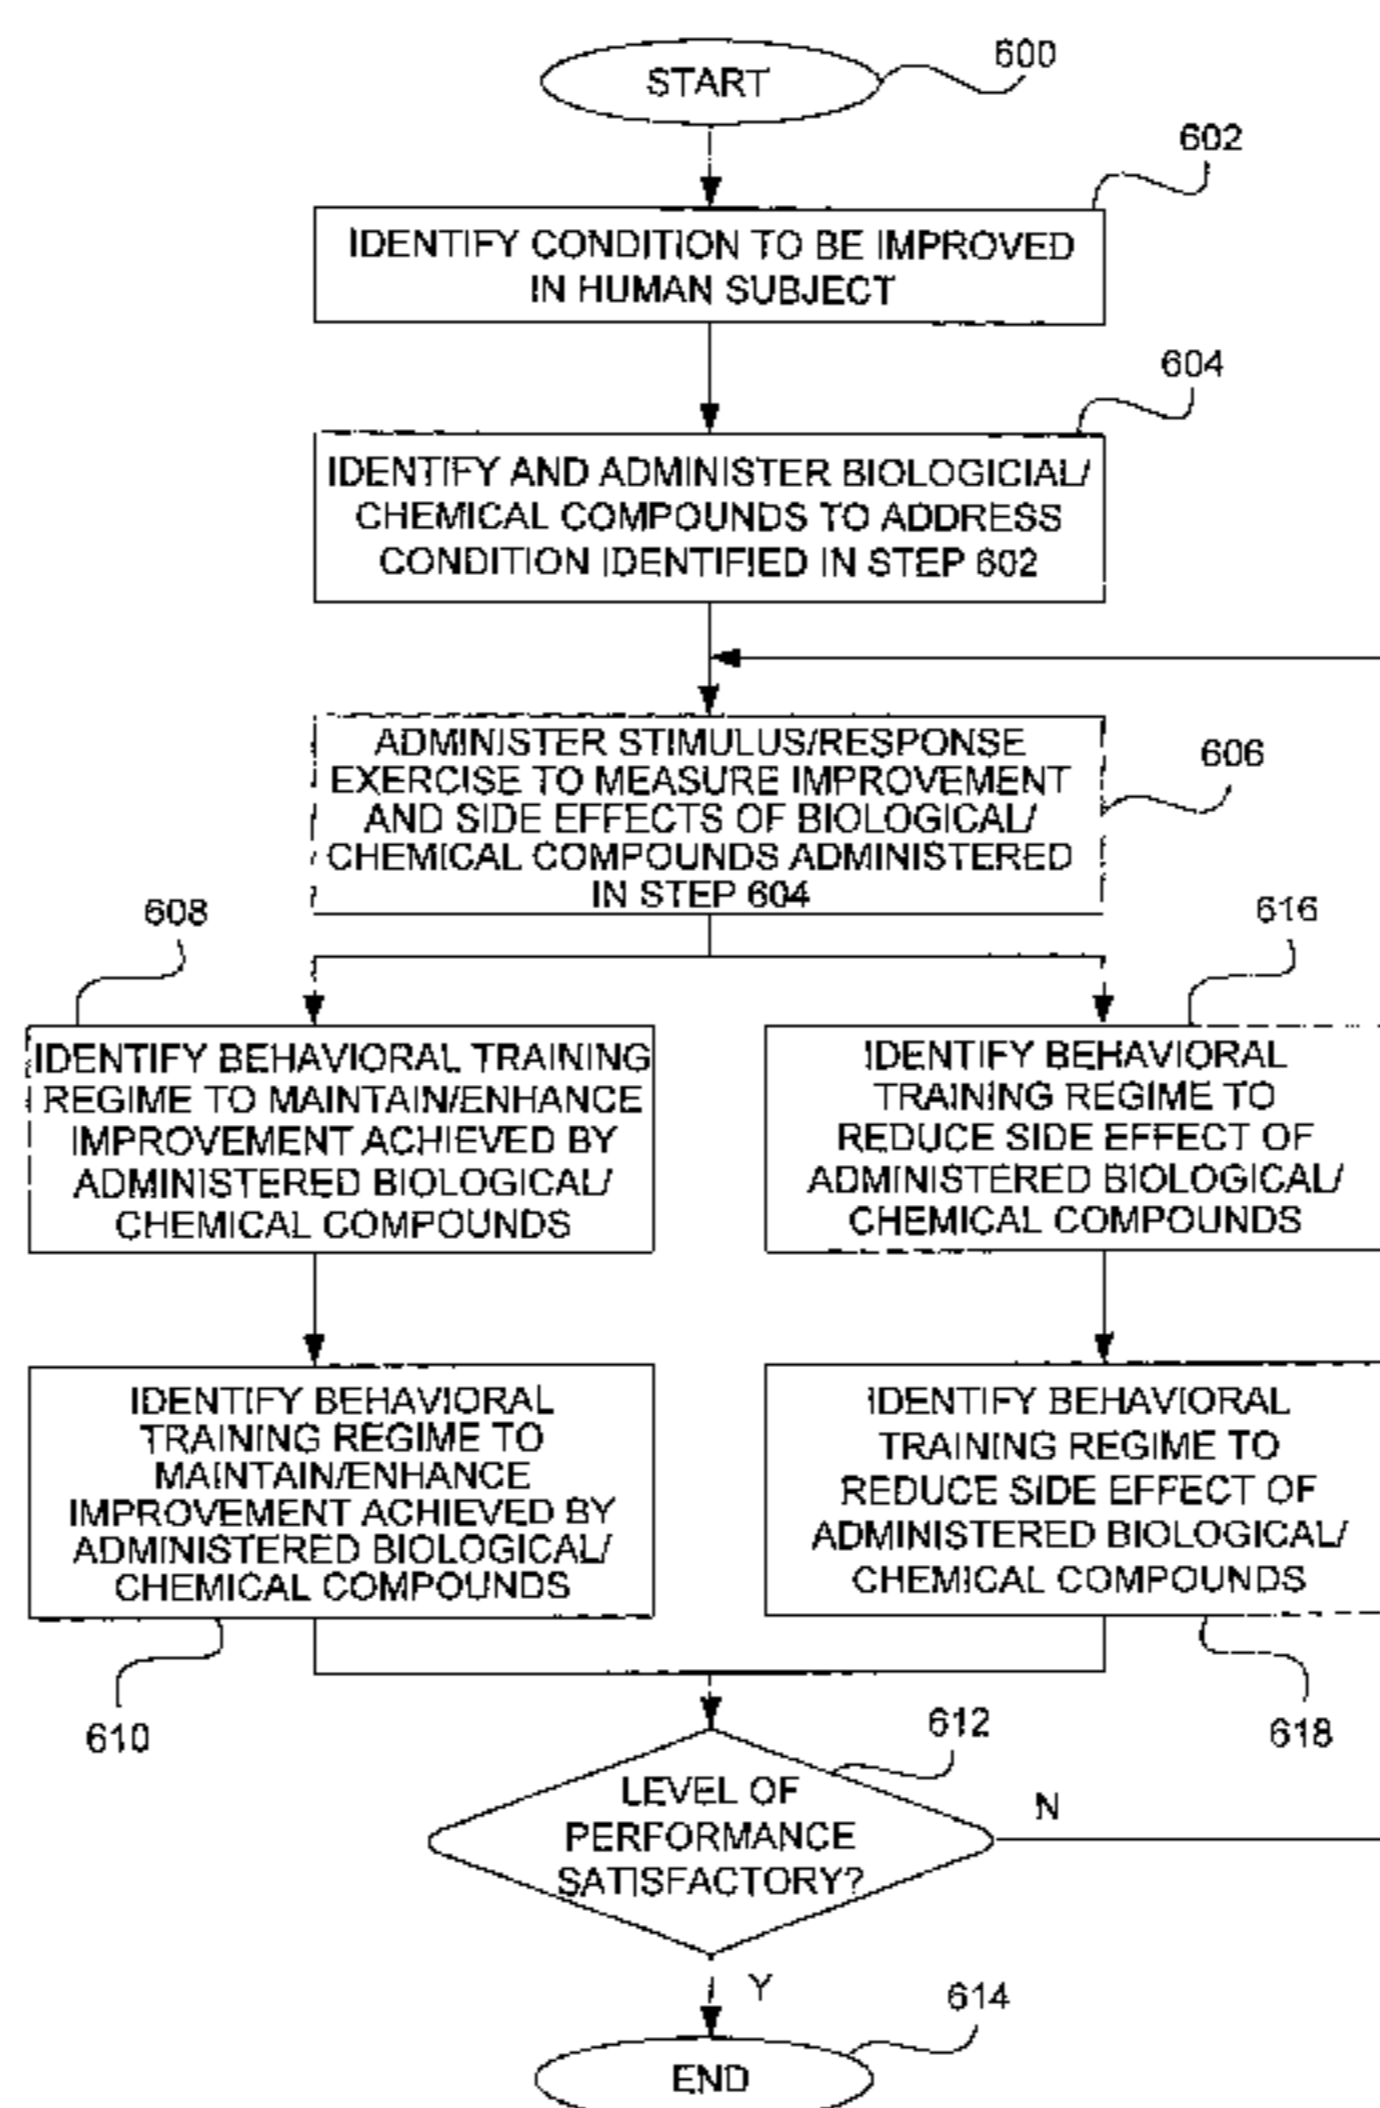 START
600
602
IDENTIFY CONDITION TO BE IMPROVED
IN HUMAN SUBJECT
604
IDENTIFY AND ADMINISTER BIOLOGICIAL/
CHEMICAL COMPOUNDS TO ADDRESS
CONDITION IDENTIFIED IN STEP 602
606
ADMINISTER STIMULUS/RESPONSE
EXERCISE TO MEASURE IMPROVEMENT
AND SIDE EFFECTS OF BIOLOGICAL/
CHEMICAL COMPOUNDS ADMINISTERED
IN STEP 604
608
IDENTIFY BEHAVIORAL TRAINING
REGIME TO MAINTAIN/ENHANCE
IMPROVEMENT ACHIEVED BY
ADMINISTERED BIOLOGICAL/
CHEMICAL COMPOUNDS
616
IDENTIFY BEHAVIORAL
TRAINING REGIME TO
REDUCE SIDE EFFECT OF
ADMINISTERED BIOLOGICAL/
CHEMICAL COMPOUNDS
IDENTIFY BEHAVIORAL
TRAINING REGIME TO
MAINTAIN/ENHANCE
IMPROVEMENT ACHIEVED BY
ADMINISTERED BIOLOGICAL/
CHEMICAL COMPOUNDS
610
IDENTIFY BEHAVIORAL
TRAINING REGIME TO
REDUCE SIDE EFFECT OF
ADMINISTERED BIOLOGICAL/
CHEMICAL COMPOUNDS
618
612
LEVEL OF
PERFORMANCE
SATISFACTORY?
N
Y
614
END